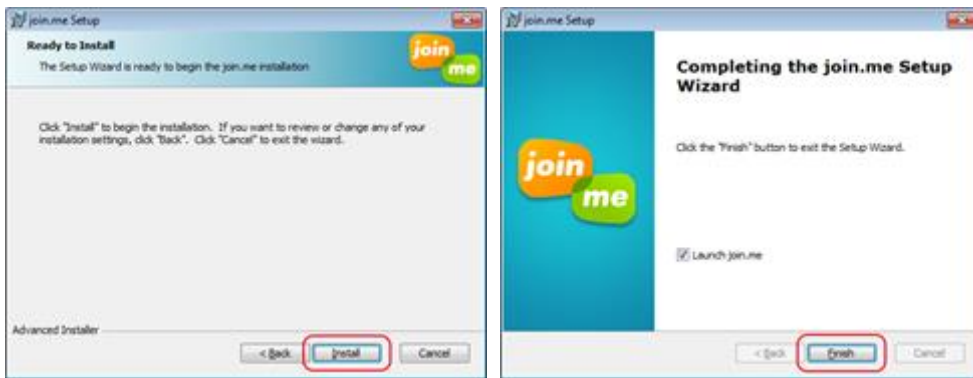 join.me Setup
Ready to Install
The Setup Wizard is ready to begin the join.me installation
join
me
Click "Install" to begin the installation. If you want to review or change any of your
installation settings, click "Back". Click "Cancel" to exit the wizard.
Advanced Installer
< Back
Install
Cancel
join.me Setup
Completing the join.me Setup
Wizard
Click the "Finish" button to exit the Setup Wizard.
join
me
Launch join.me
< Back
Finish
Cancel